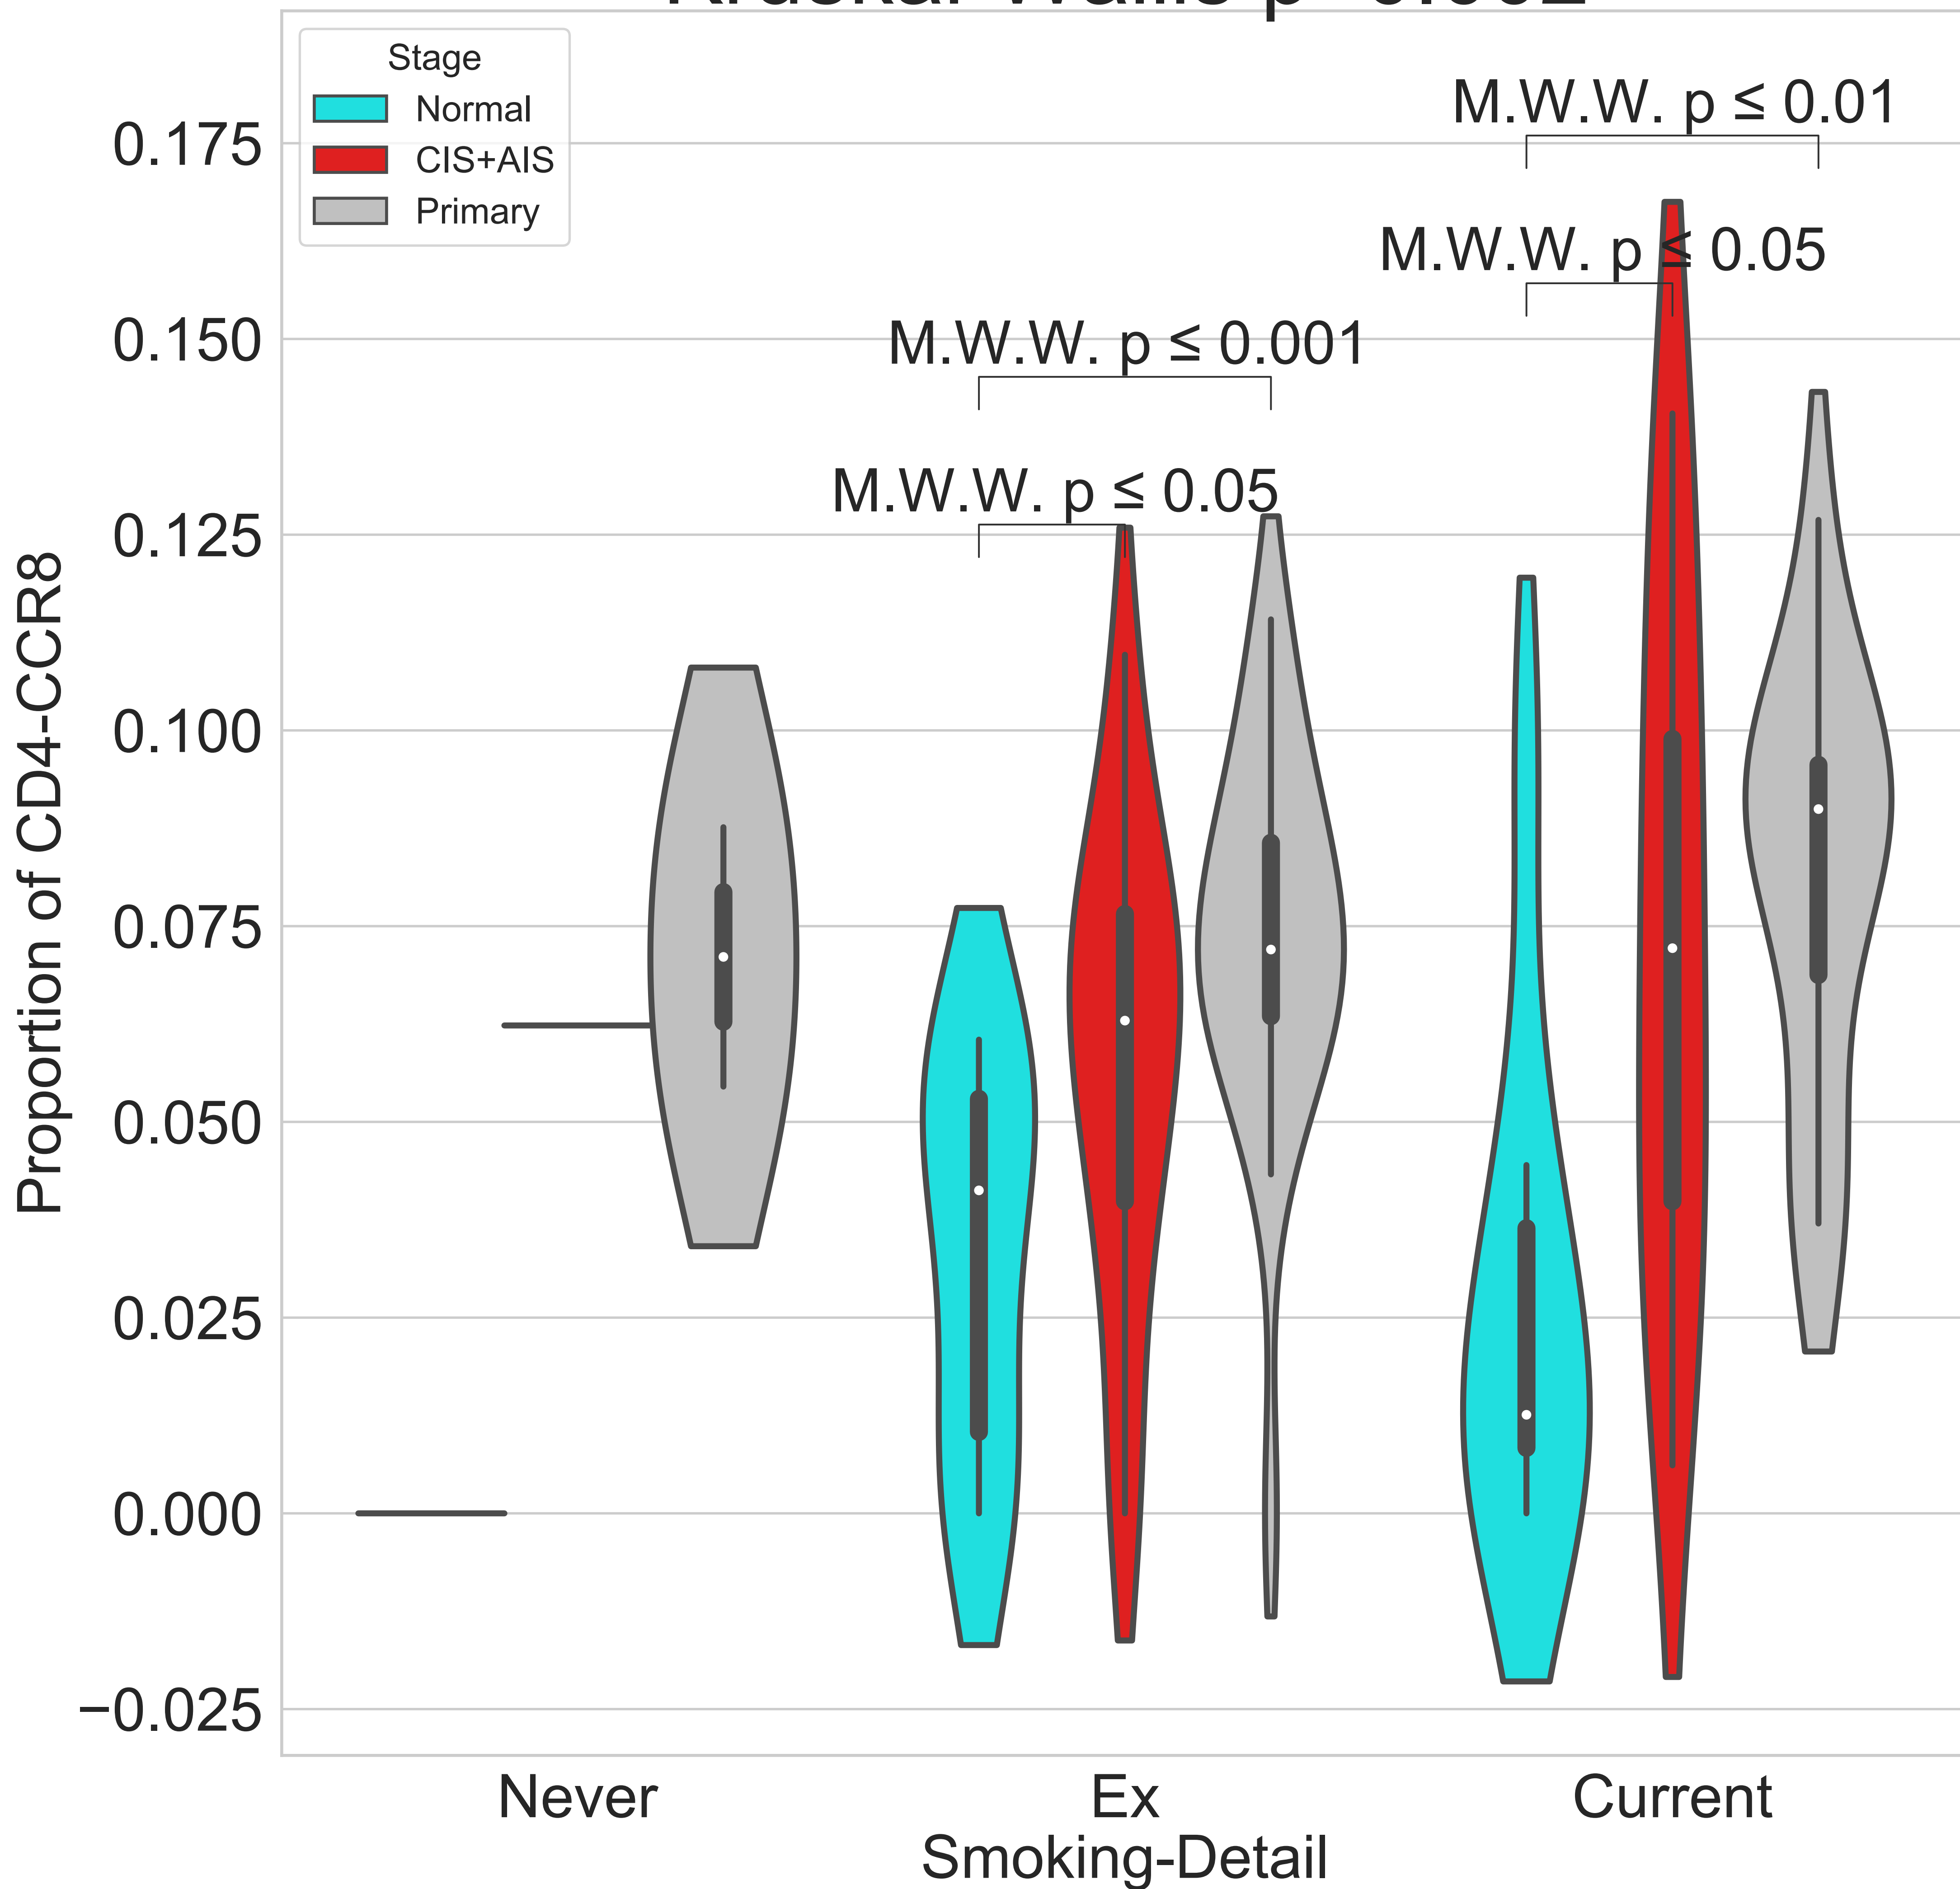 Stage
Normal
CIS+AIS
Primary
M.W.W. p ≤ 0.01
M.W.W. p ≤ 0.05
M.W.W. p ≤ 0.001
M.W.W. p ≤ 0.05
0.175
0.150
0.125
0.100
0.075
0.050
0.025
0.000
−0.025
Proportion of CD4-CCR8
Never
Ex
Current
Smoking-Detail